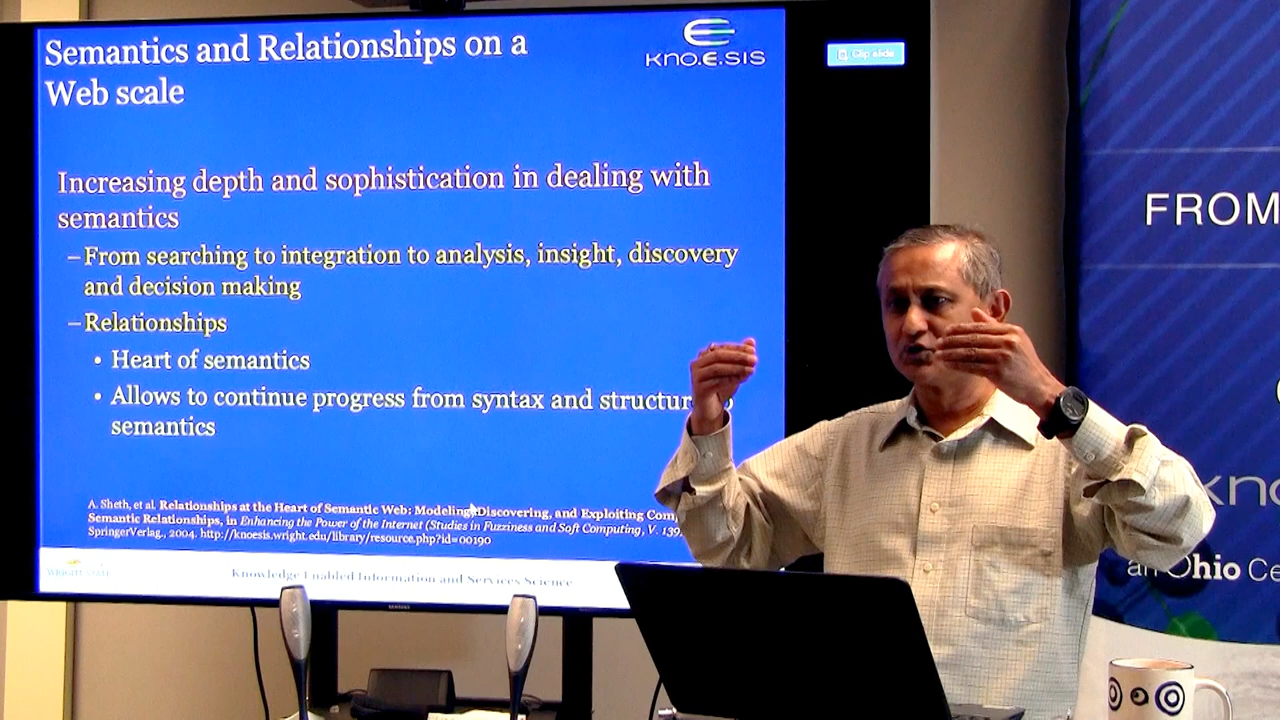 Semantics and Relationships on a
Web scale
kno.e.sis
Clip slide
Increasing depth and sophistication in dealing with
semantics
–From searching to integration to analysis, insight, discovery
and decision making
–Relationships
• Heart of semantics
• Allows to continue progress from syntax and structur
semantics
A. Sheth, et al. Relationships at the Heart of Semantic Web: Modeling, Discovering, and Exploiting Com
Semantic Relationships, in Enhancing the Power of the Internet (Studies in Fuzziness and Soft Computing, V. 139
SpringerVerlag., 2004. http://knoesis.wright.edu/library/resource.php?id=00190
WRIGHT STATE
Knowledge Enabled Information and Services Science
FROM
kno
an Ohio Ce